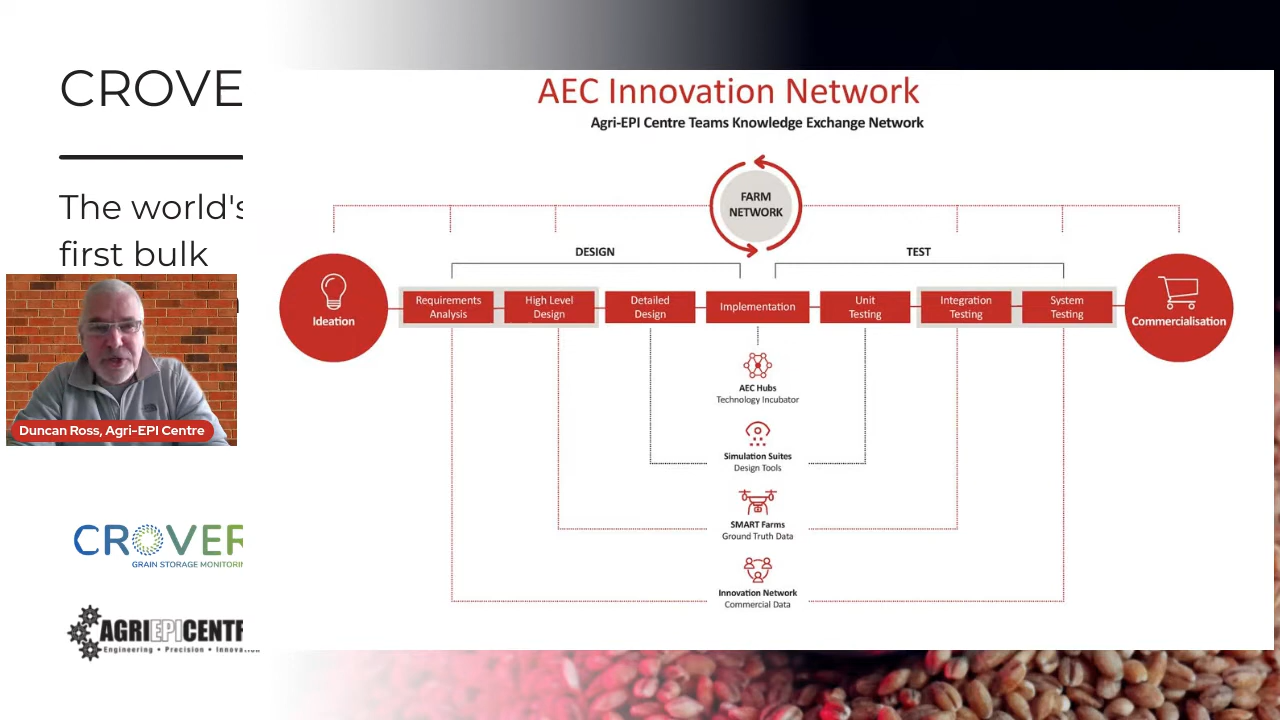 CROVE
The world's
first bulk
Duncan Ross, Agri-EPI Centre
CROVER
GRAIN STORAGE MONITORIN
AGRIEPICENTR
Engineering • Precision • Innovation
AEC Innovation Network
Agri-EPI Centre Teams Knowledge Exchange Network
FARM
NETWORK
DESIGN
TEST
Ideation
Requirements
Analysis
High Level
Design
Detailed
Design
Implementation
Unit
Testing
Integration
Testing
System
Testing
Commercialisation
AEC Hubs
Technology Incubator
Simulation Suites
Design Tools
SMART Farms
Ground Truth Data
Innovation Network
Commercial Data